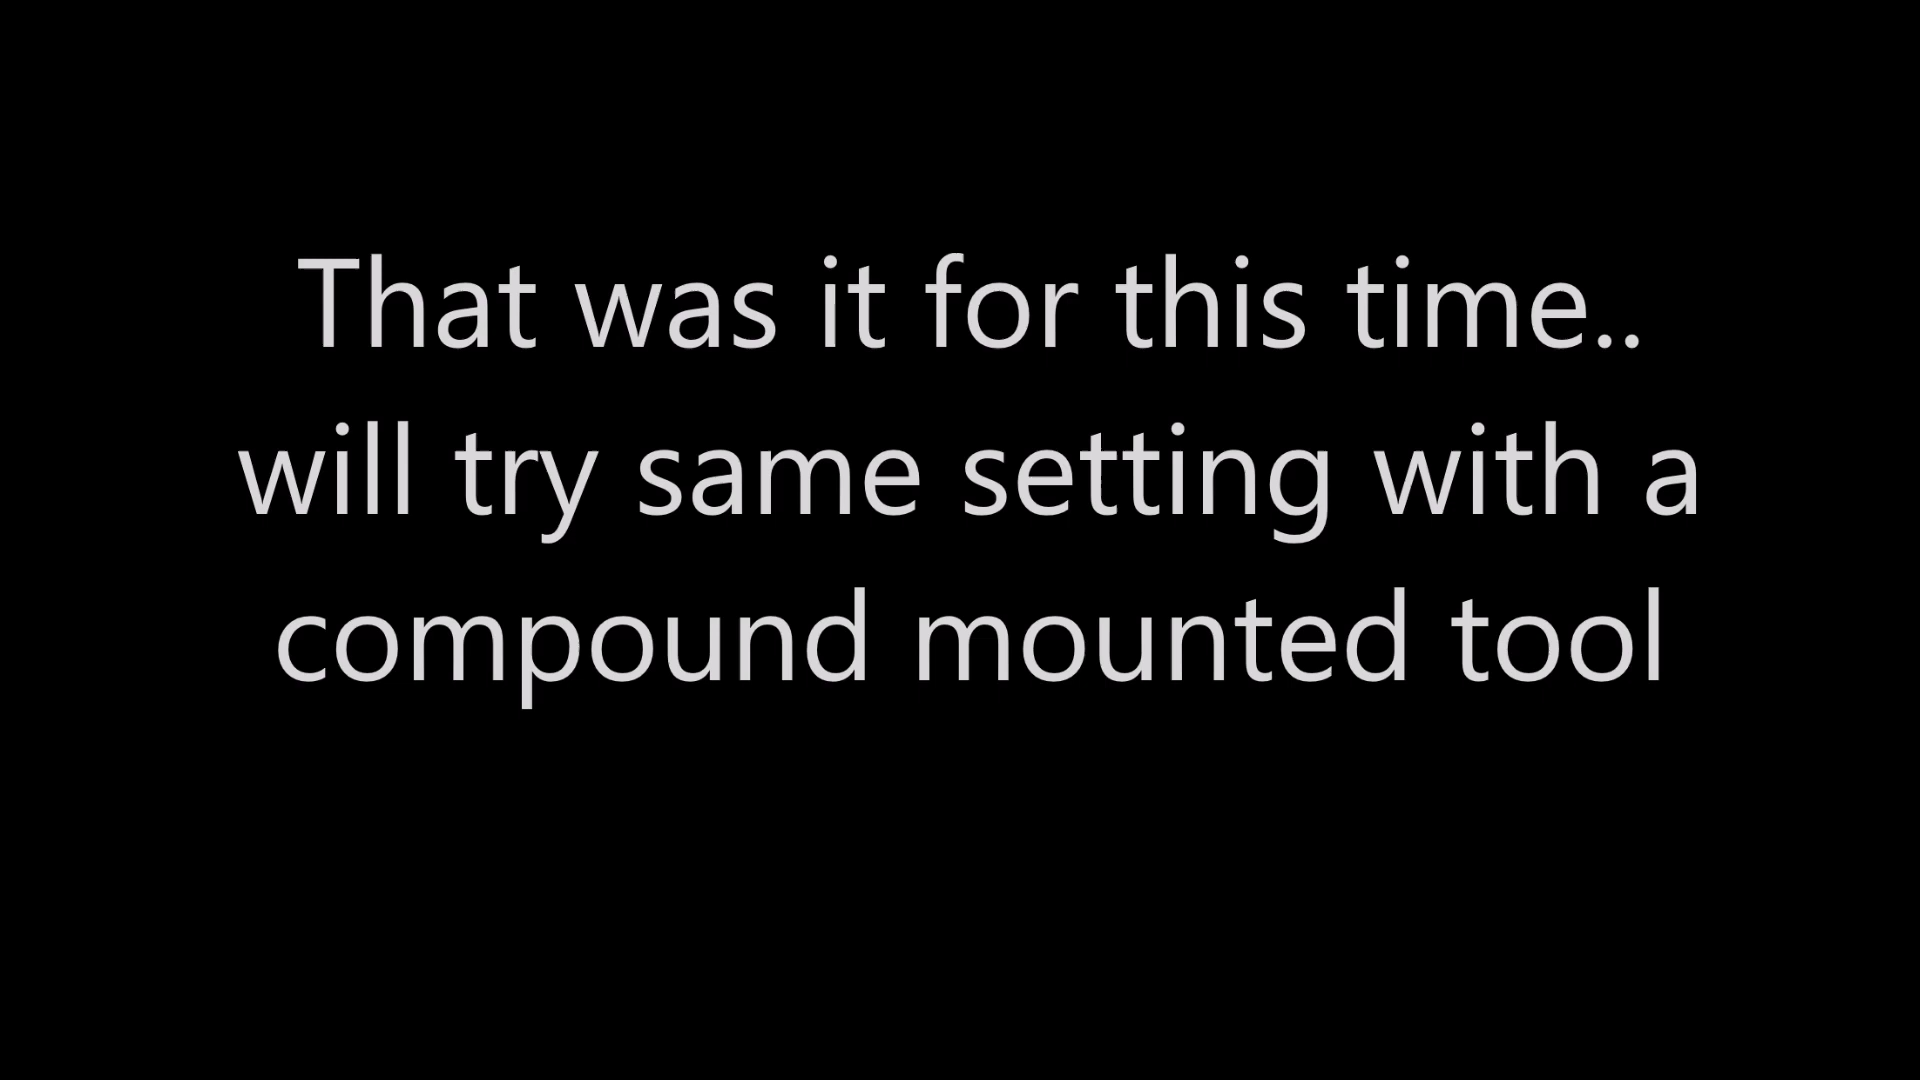 That was it for this time..
will try same setting with a
compound mounted tool